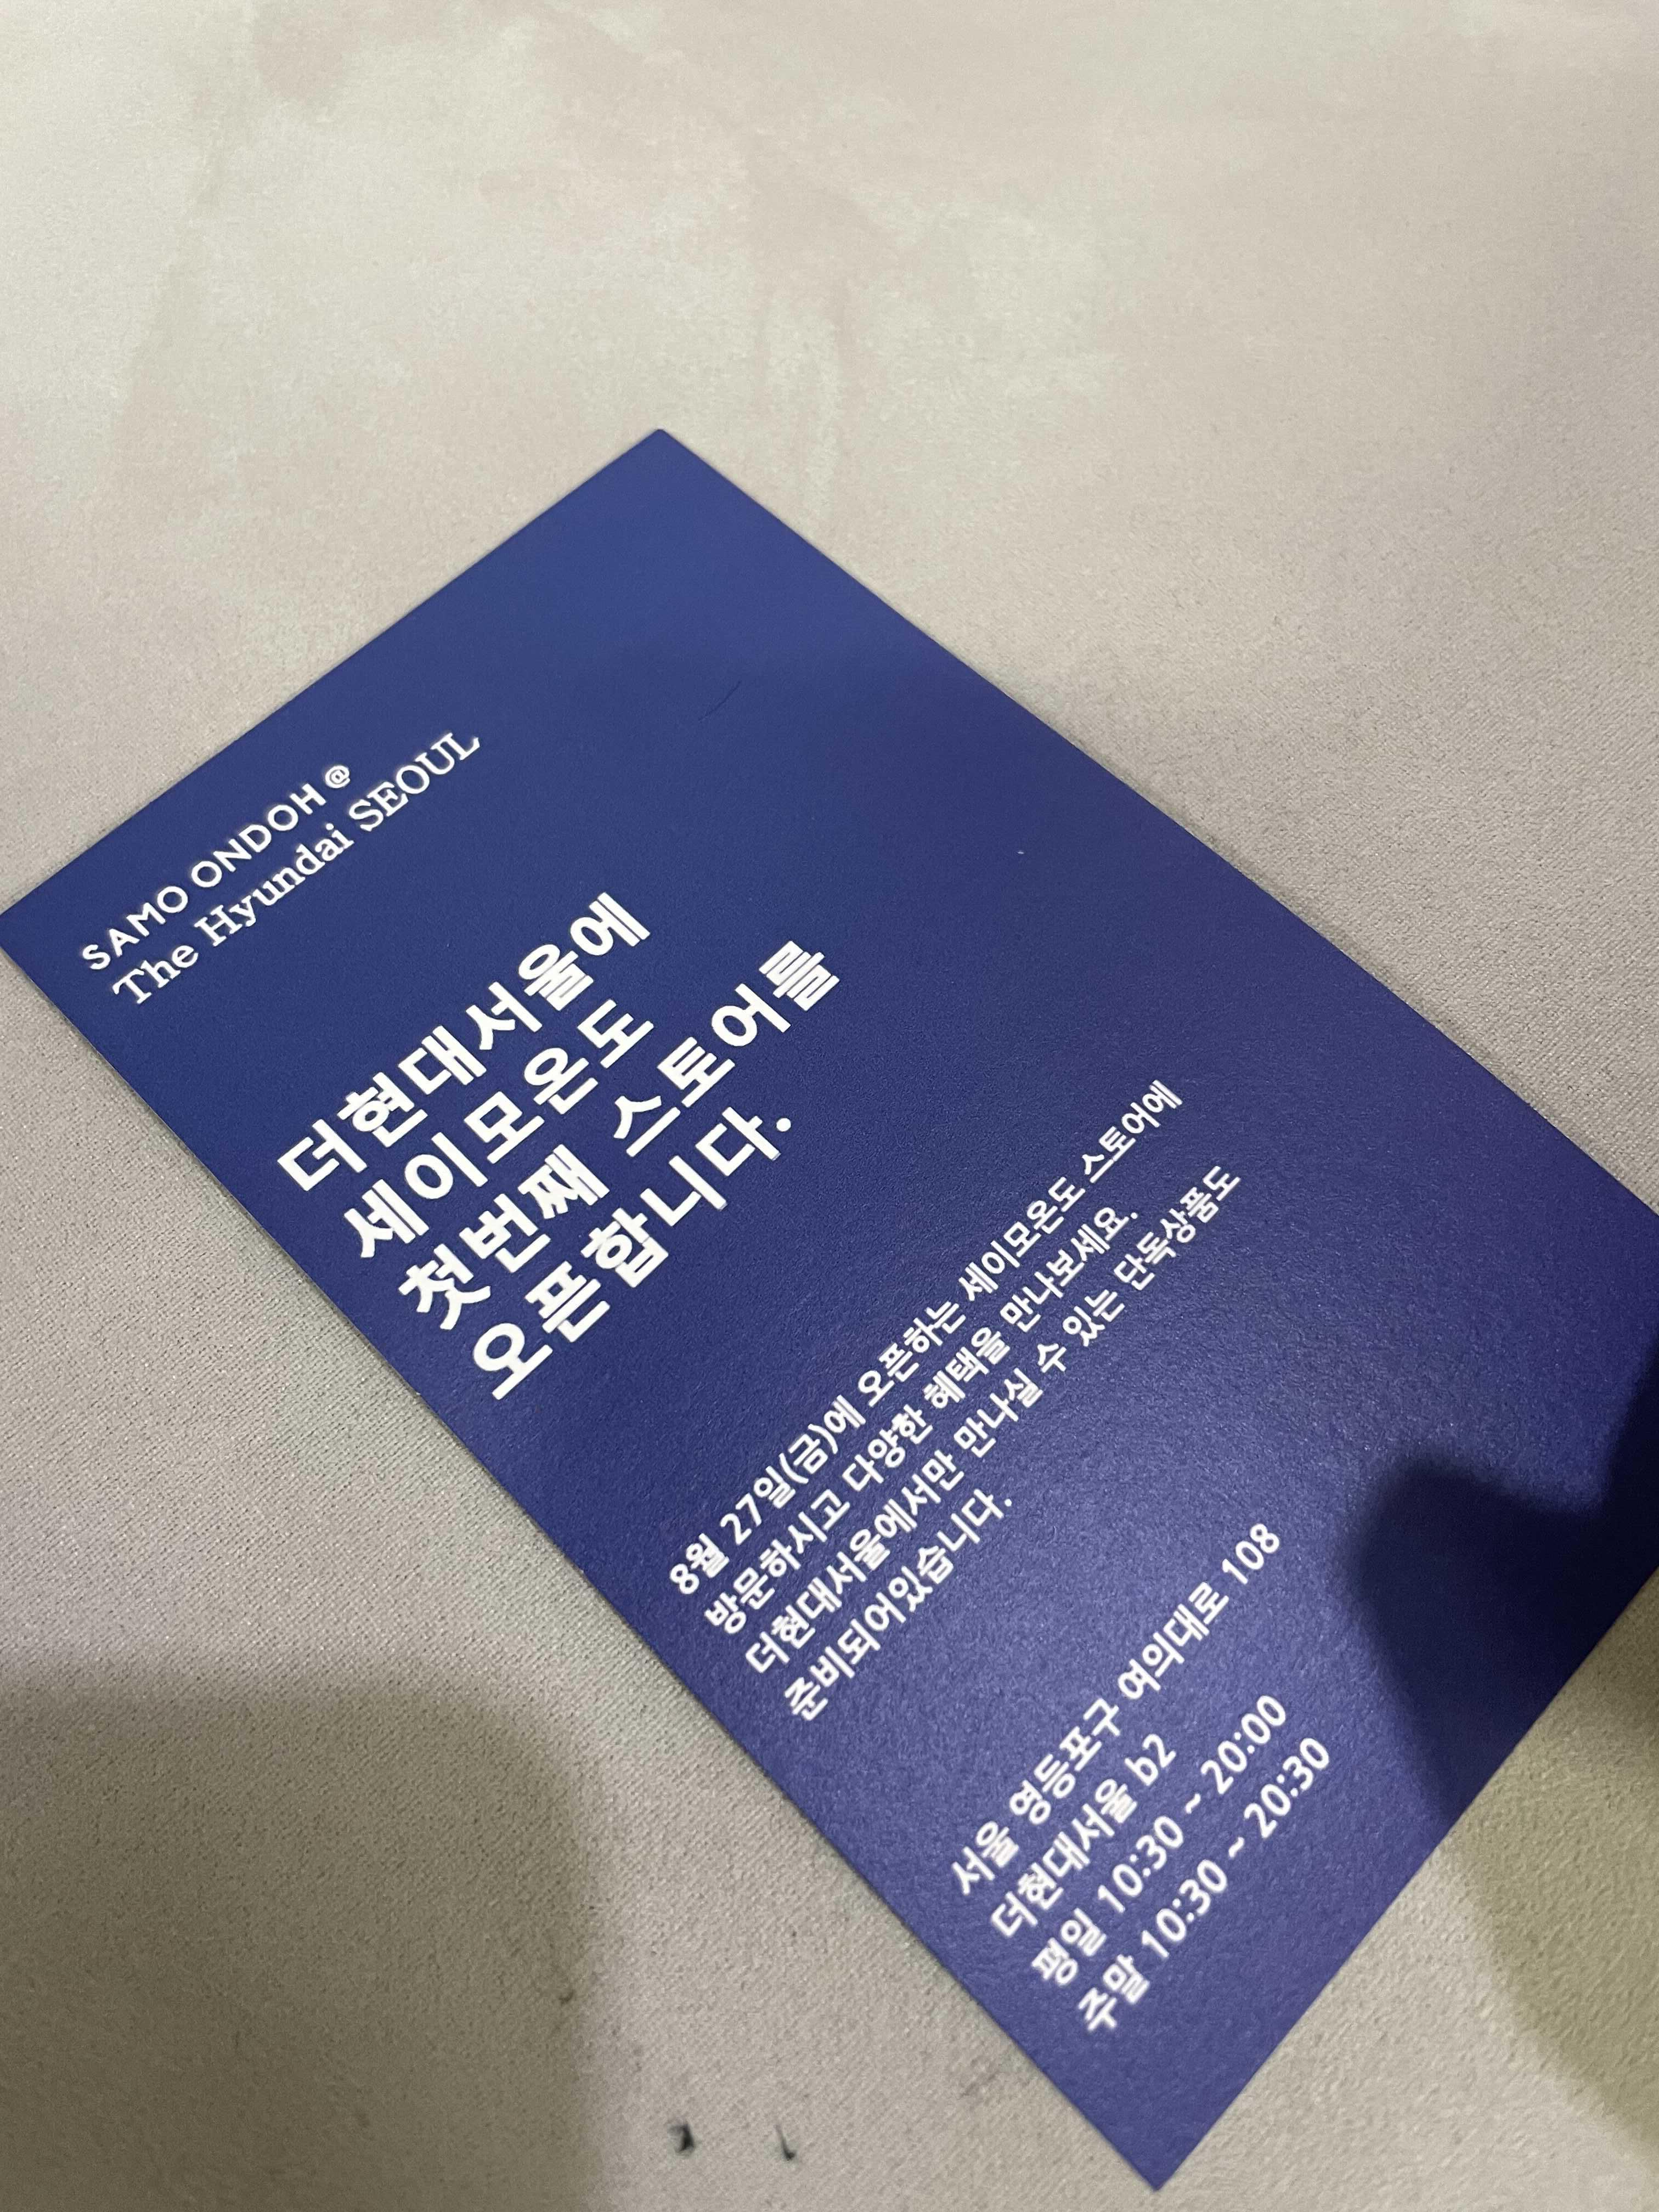 SAMO ONDOH @
The Hyundai SEOUL
더현대서울에
세이모온도
첫번째 스토어를
오픈합니다.
8월 27일(금)에 오픈하는 세이모온도 스토어에
방문하시고 다양한 혜택을 만나보세요.
더현대서울에서만 만나실 수 있는 단독상품도
준비되어있습니다.
서울 영등포구 여의대로 108
더현대서울 b2
평일 10:30 ~ 20:00
주말 10:30 ~ 20:30